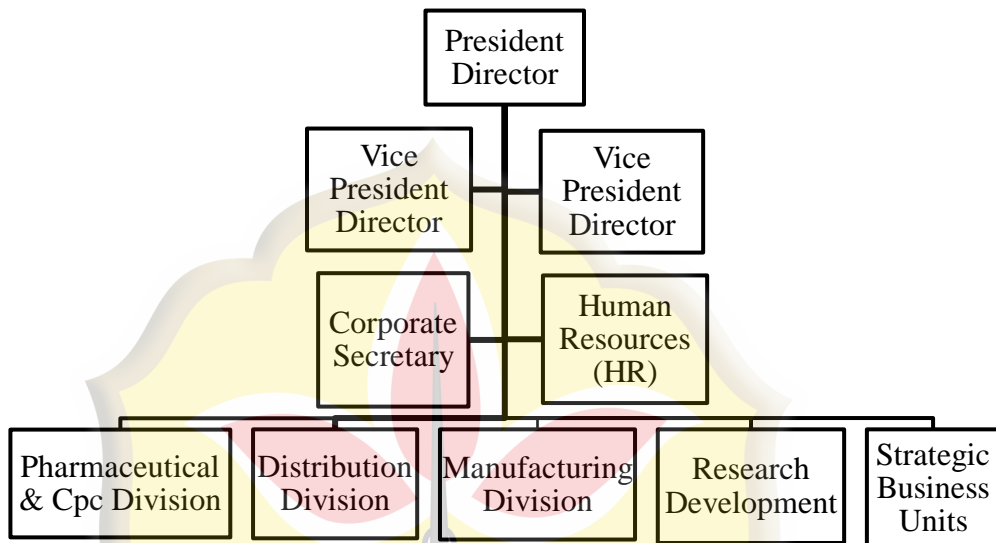 President
Director
Vice
President
Director
Vice
President
Director
Corporate
Secretary
Human
Resources
(HR)
Pharmaceutical
& Cpc Division
Distribution
Division
Manufacturing
Division
Research
Development
Strategic
Business
Units